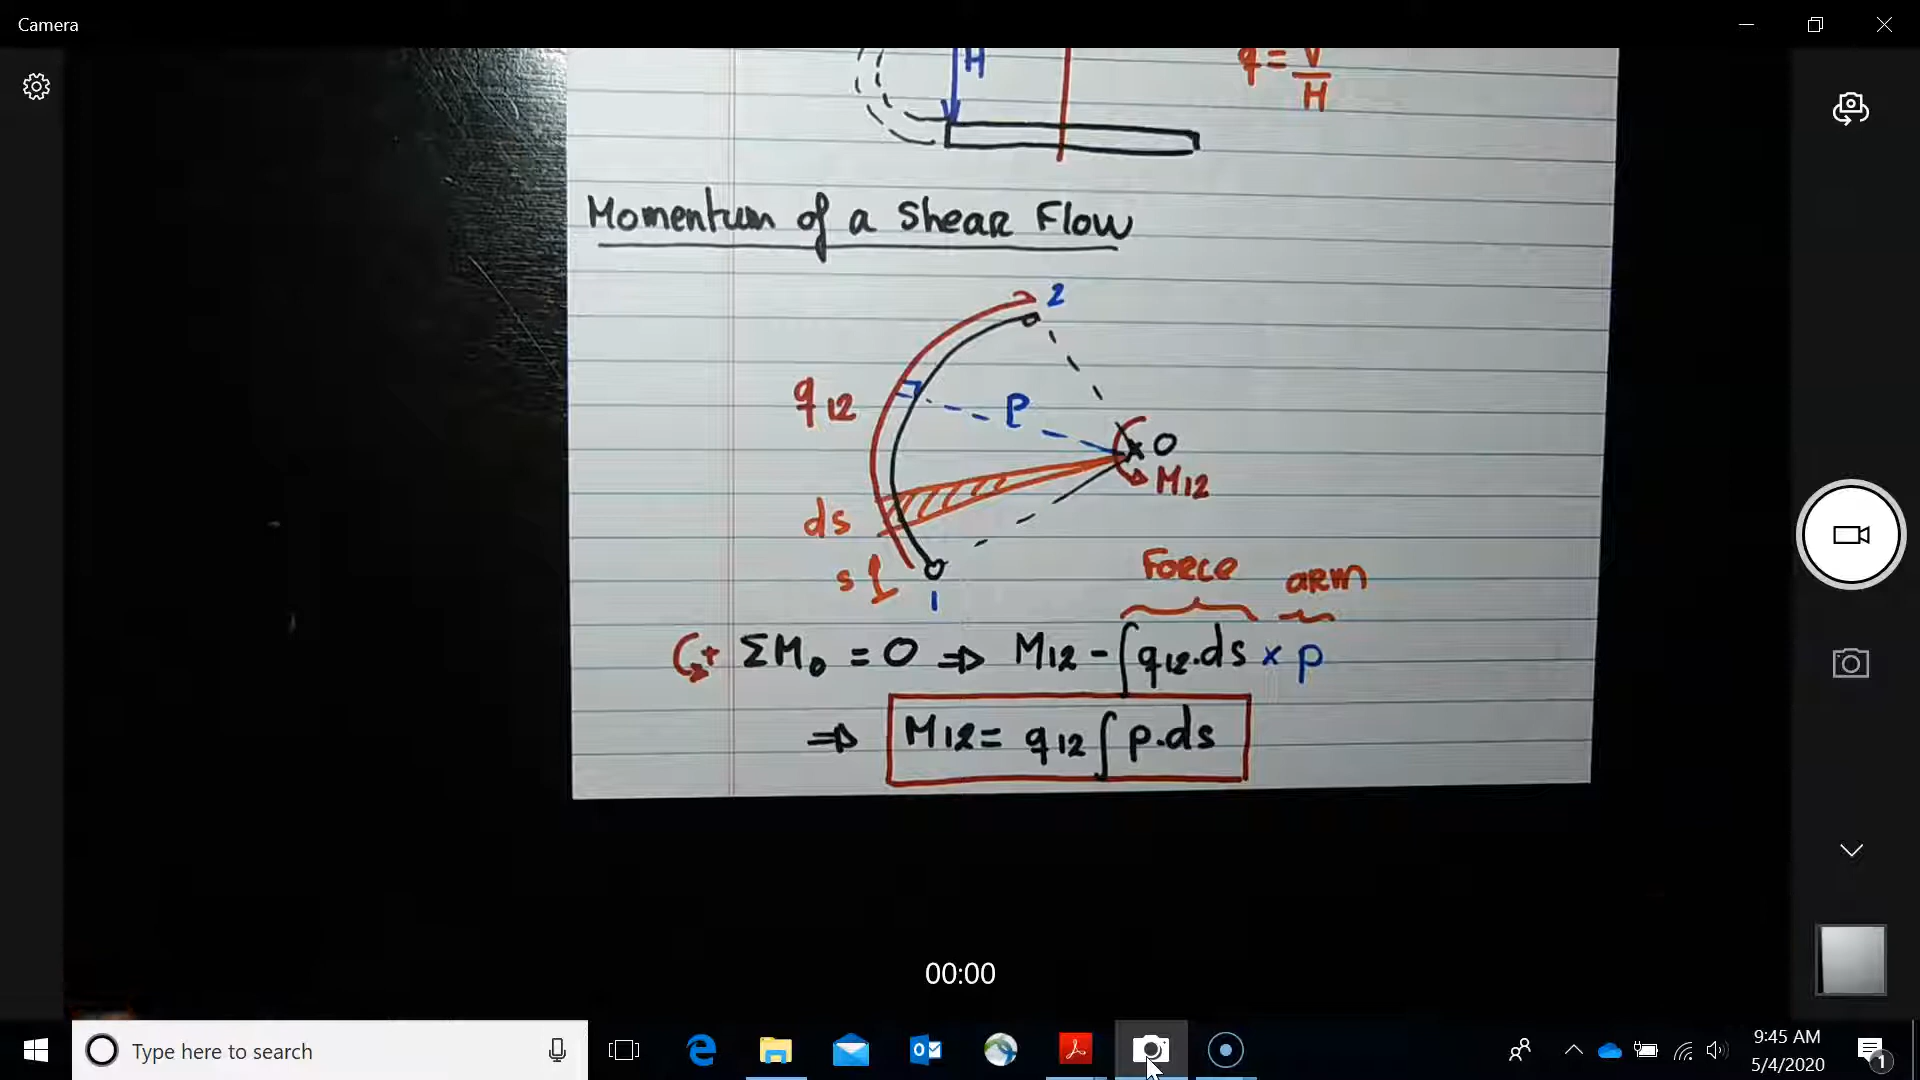 Camera
H
q = V
H
Momentum of a Shear Flow
2
q12
P
O
M12
ds
s
1
Force
arm
+ ΣM0 = 0 ⇒ M12 - ∫q12.ds x p
⇒ M12 = q12 ∫ p.ds
00:00
Type here to search
9:45 AM
5/4/2020
1